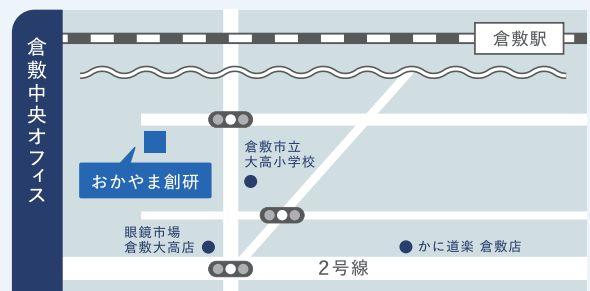 倉敷中央オフィス
倉敷駅
倉敷市立
大高小学校
おかやま創研
眼鏡市場
倉敷大高店
かに道楽 倉敷店
2号線